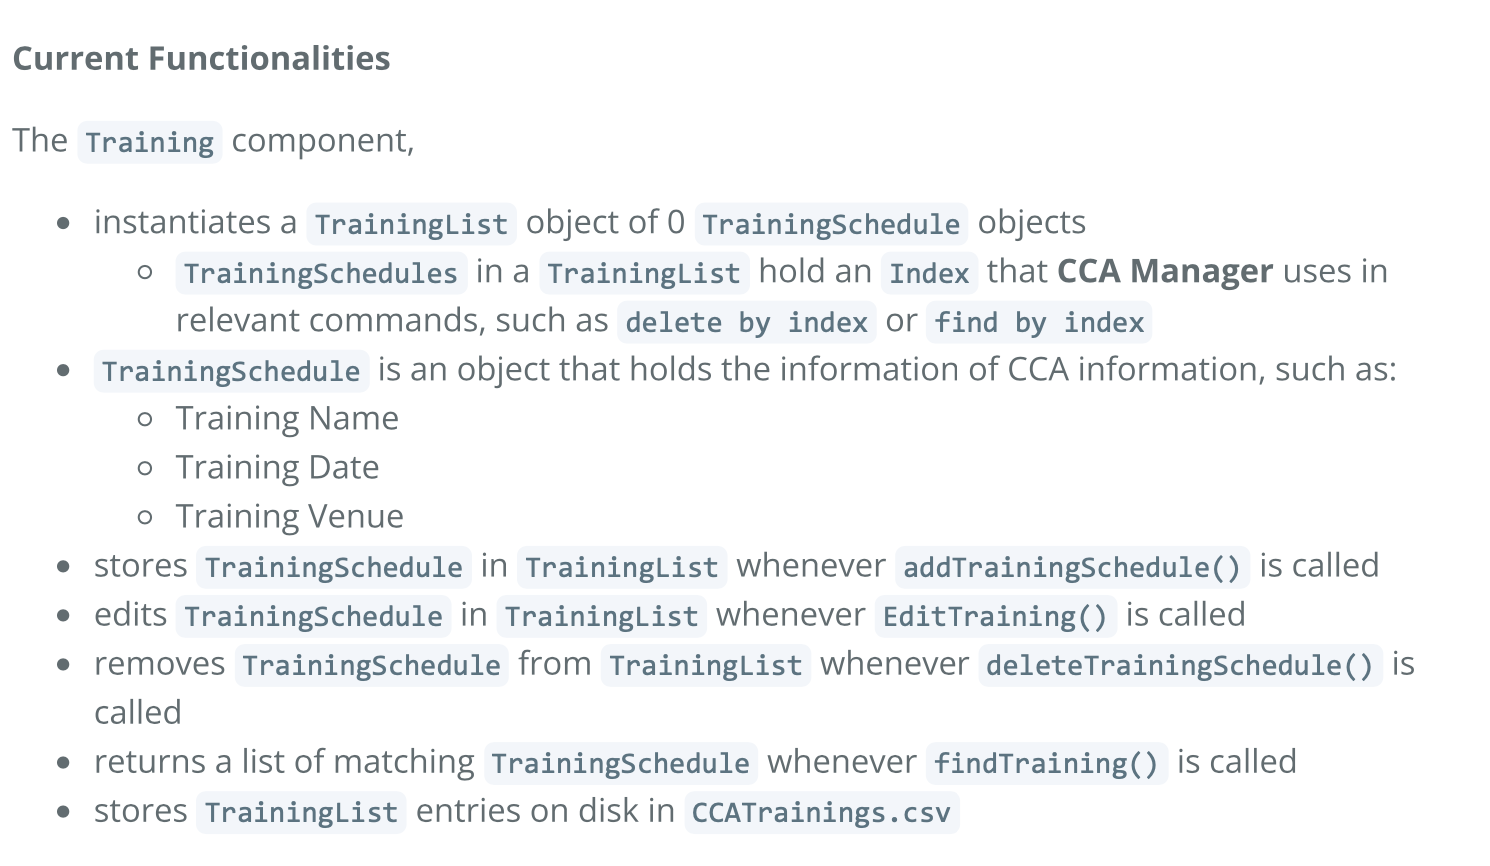 Current Functionalities
The Training component,
instantiates a TrainingList object of 0 TrainingSchedule objects
TrainingSchedules in a TrainingList hold an Index that CCA Manager uses in
relevant commands, such as delete by index or find by index
TrainingSchedule is an object that holds the information of CCA information, such as:
Training Name
Training Date
Training Venue
stores TrainingSchedule in TrainingList whenever addTrainingSchedule() is called
edits TrainingSchedule in TrainingList whenever EditTraining() is called
removes TrainingSchedule from TrainingList whenever deleteTrainingSchedule() is
called
returns a list of matching TrainingSchedule whenever findTraining() is called
stores TrainingList entries on disk in CCATrainings.csv